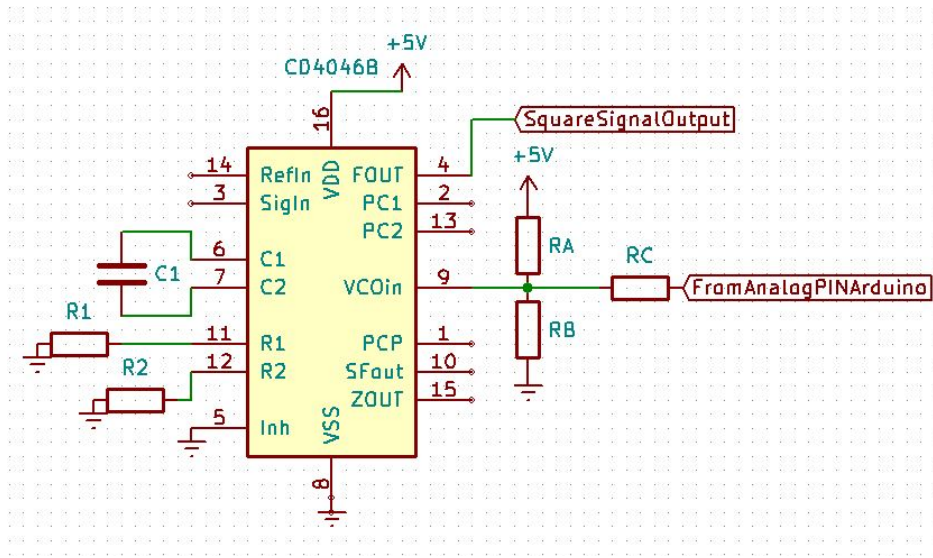 +5V
CD4046B
16
SquareSignalOutput
14 RefIn VDD FOUT 4
+5V
3 SigIn PC1 2
PC2 13
RA
6 C1
RC
C1 7 C2 VCOin 9
FromAnalogPINArduino
R1
RB
11 R1 PCP 1
R2
12 R2 SFout 10
ZOUT 15
5 Inh VSS
8